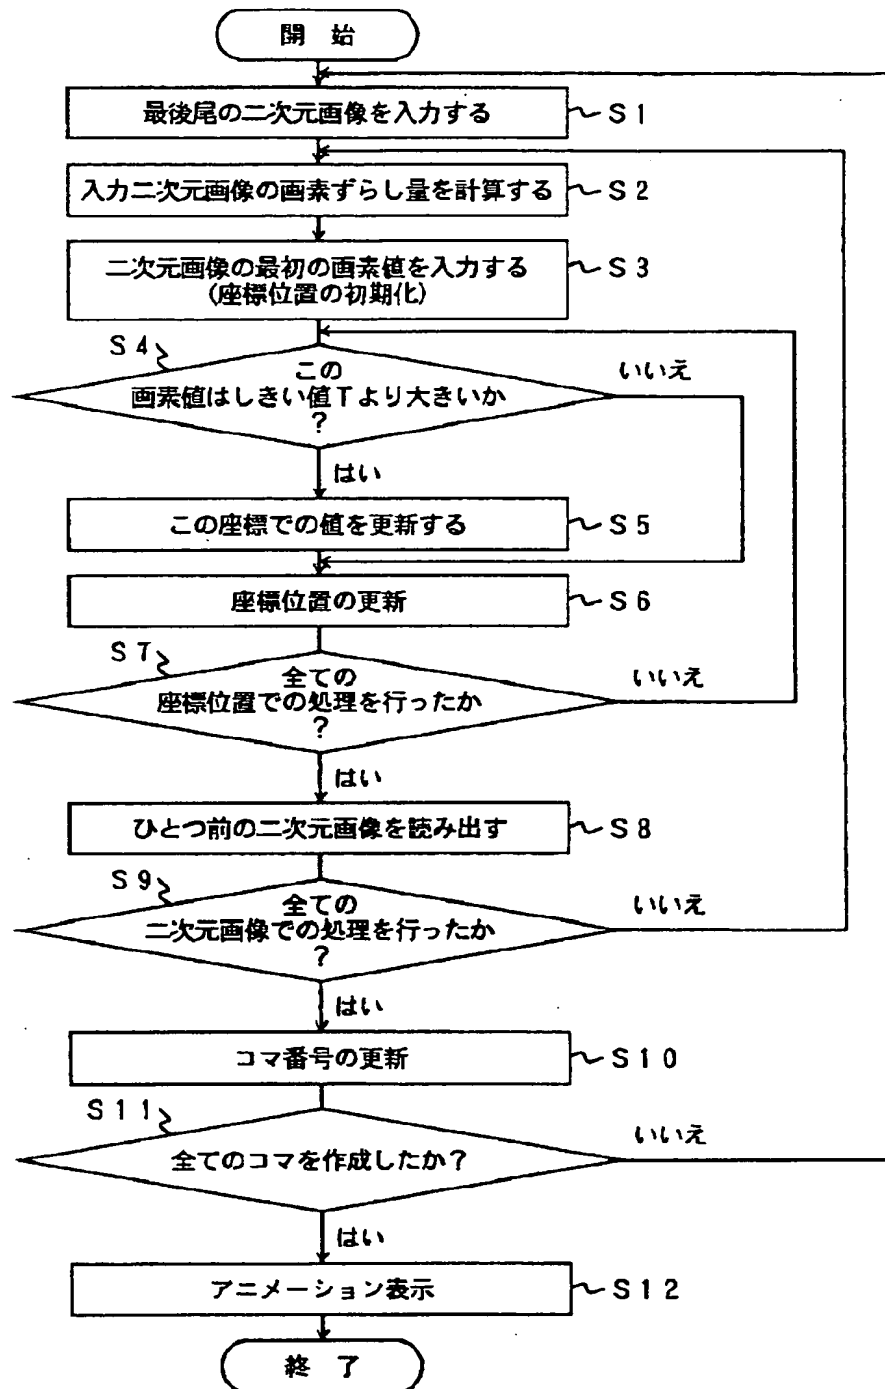 開 始
最後尾の二次元画像を入力する
S1
入力二次元画像の画素ずらし量を計算する
S2
二次元画像の最初の画素値を入力する
(座標位置の初期化)
S3
S4
この
画素値はしきい値Tより大きいか
?
いいえ
はい
この座標での値を更新する
S5
座標位置の更新
S6
S7
全ての
座標位置での処理を行ったか
?
いいえ
はい
ひとつ前の二次元画像を読み出す
S8
S9
全ての
二次元画像での処理を行ったか
?
いいえ
はい
コマ番号の更新
S10
S11
全てのコマを作成したか?
いいえ
はい
アニメーション表示
S12
終 了